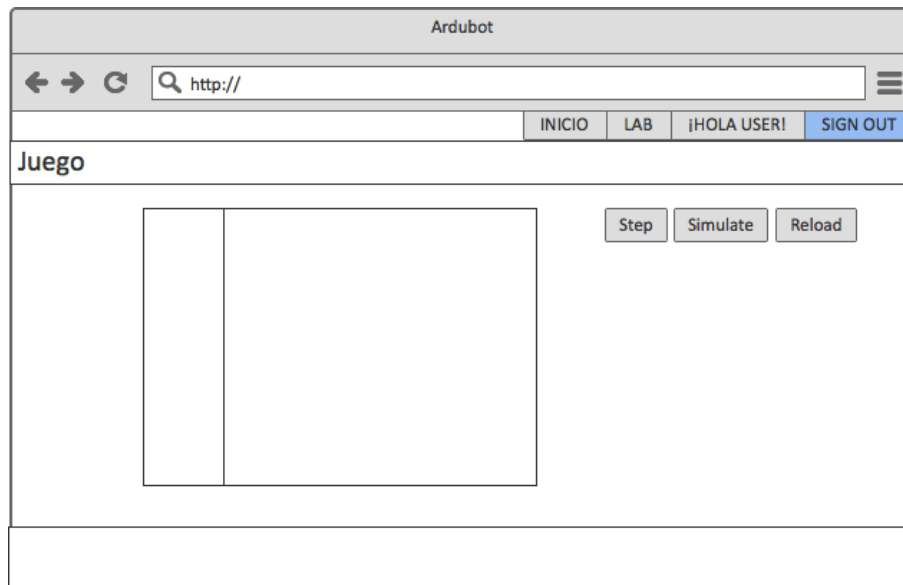 Ardubot
http://
INICIO LAB ¡HOLA USER! SIGN OUT
Juego
Step Simulate Reload